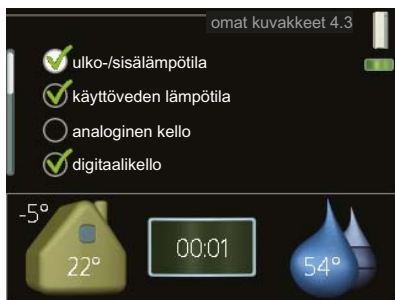 omat kuvakkeet 4.3
ulko-/sisälämpötila
käyttöveden lämpötila
analoginen kello
digitaalikello
-5°
22°
00:01
54°